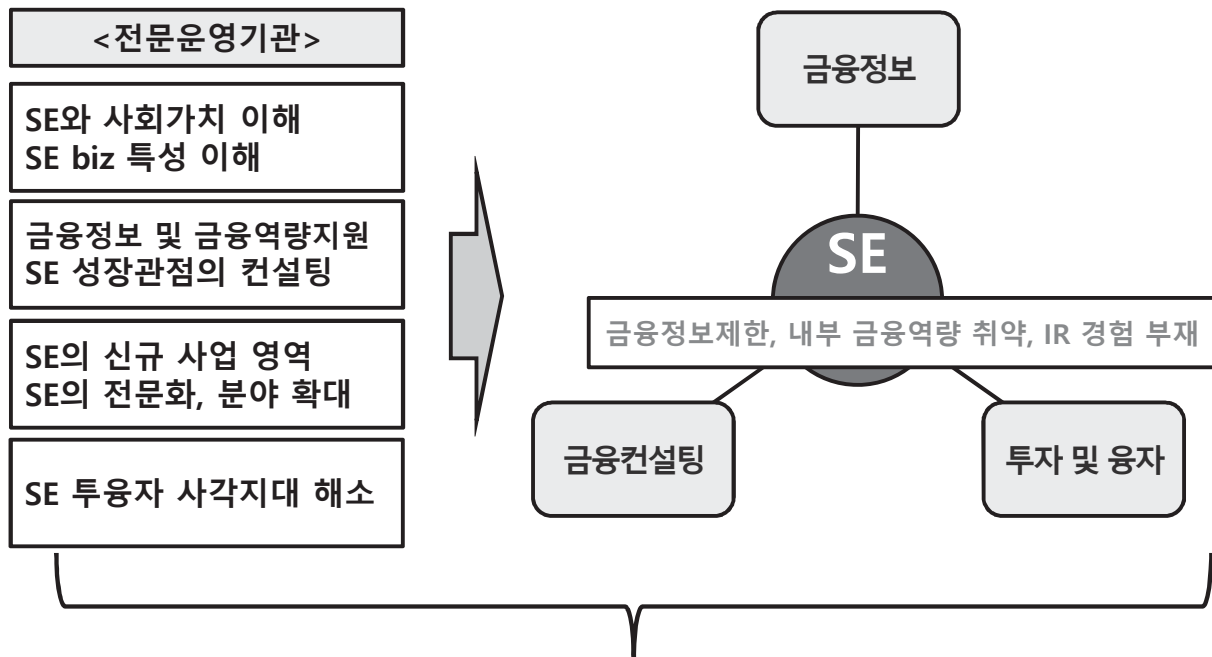 <전문운영기관>
SE와 사회가치 이해
SE biz 특성 이해
금융정보 및 금융역량지원
SE 성장관점의 컨설팅
SE의 신규 사업 영역
SE의 전문화, 분야 확대
SE 투융자 사각지대 해소
금융정보
SE
금융정보제한, 내부 금융역량 취약, IR 경험 부재
금융컨설팅
투자 및 융자